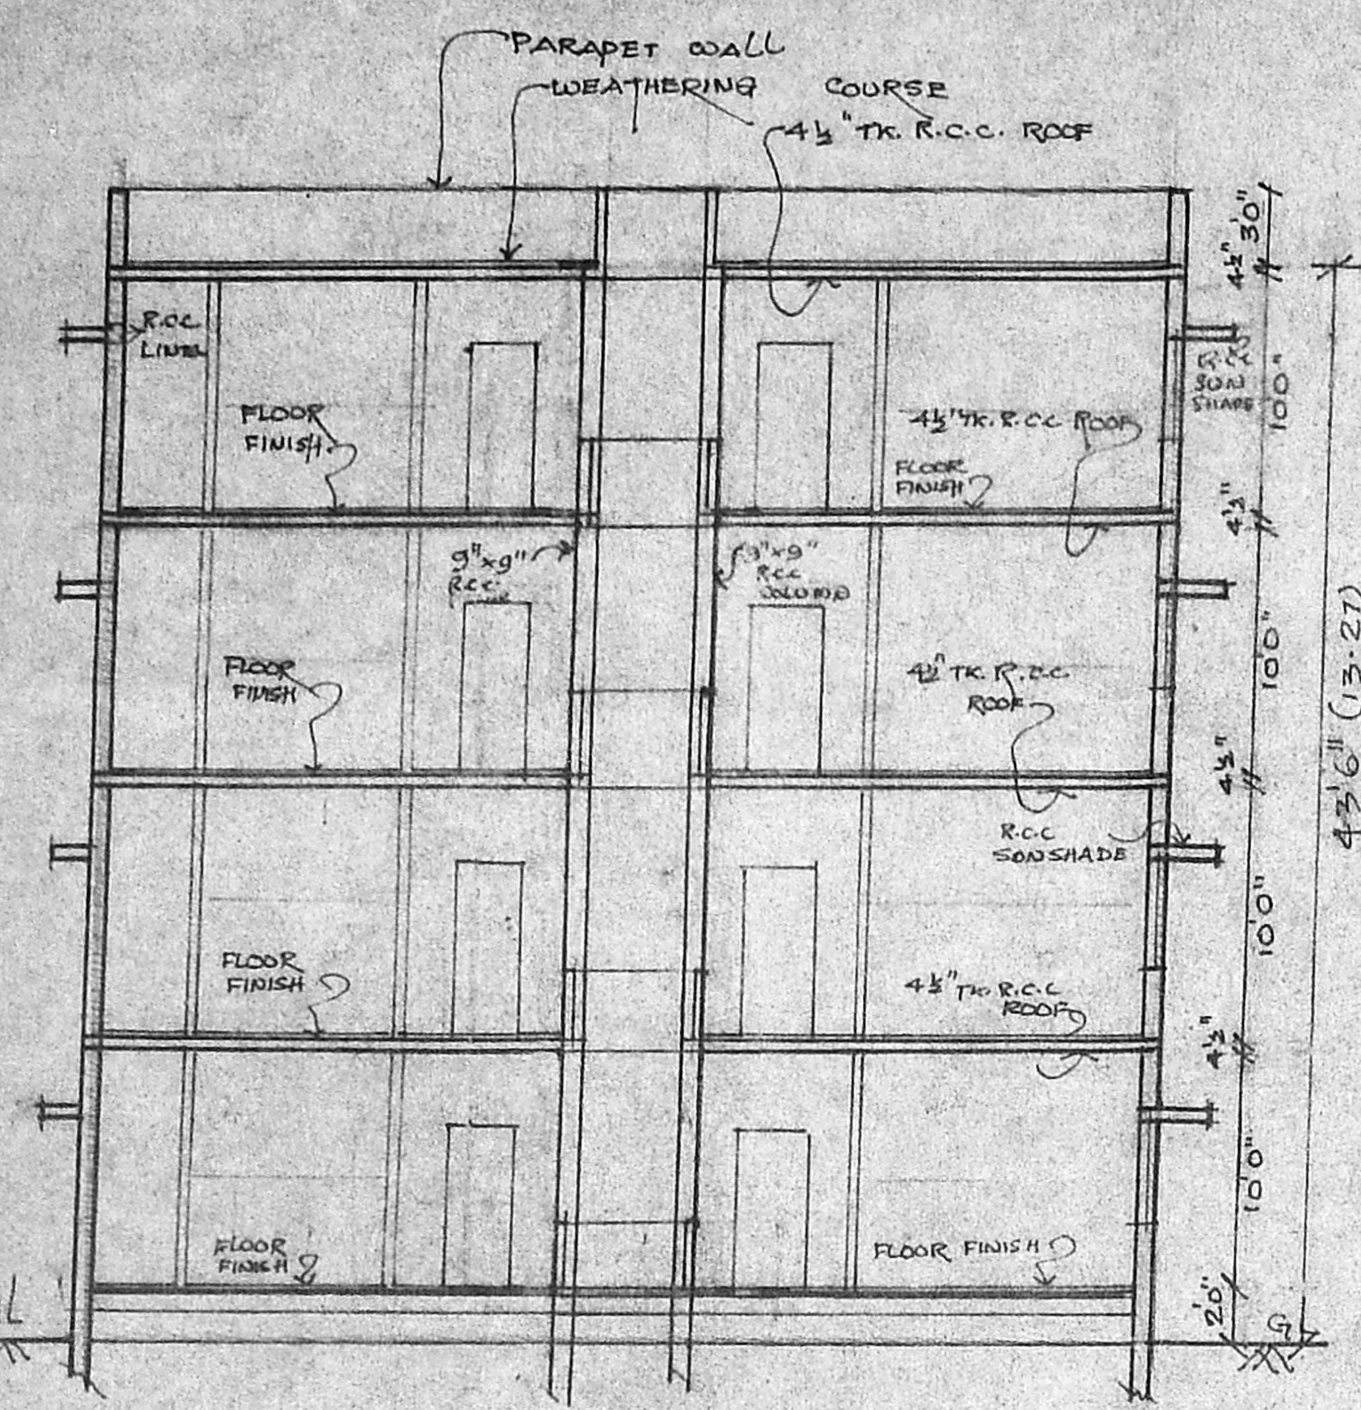 PARAPET WALL
WEATHERING COURSE
4½" TK. R.C.C. ROOF
3'0"
4½"
R.C.C
LINTEL
SUN
SHADE
10'0"
FLOOR
FINISH
4½" TK. R.C.C ROOF
FLOOR
FINISH
4½"
9"x9"
R.C.C.
9"x9"
R.C.C
COLUMN
FLOOR
FINISH
4½" TK. R.C.C.
ROOF
10'0"
43'6" (13.27)
4½"
R.C.C
SONSHADE
10'0"
FLOOR
FINISH
4½" TK. R.C.C
ROOF
4½"
10'0"
FLOOR
FINISH
FLOOR FINISH
2'0"
L
GL